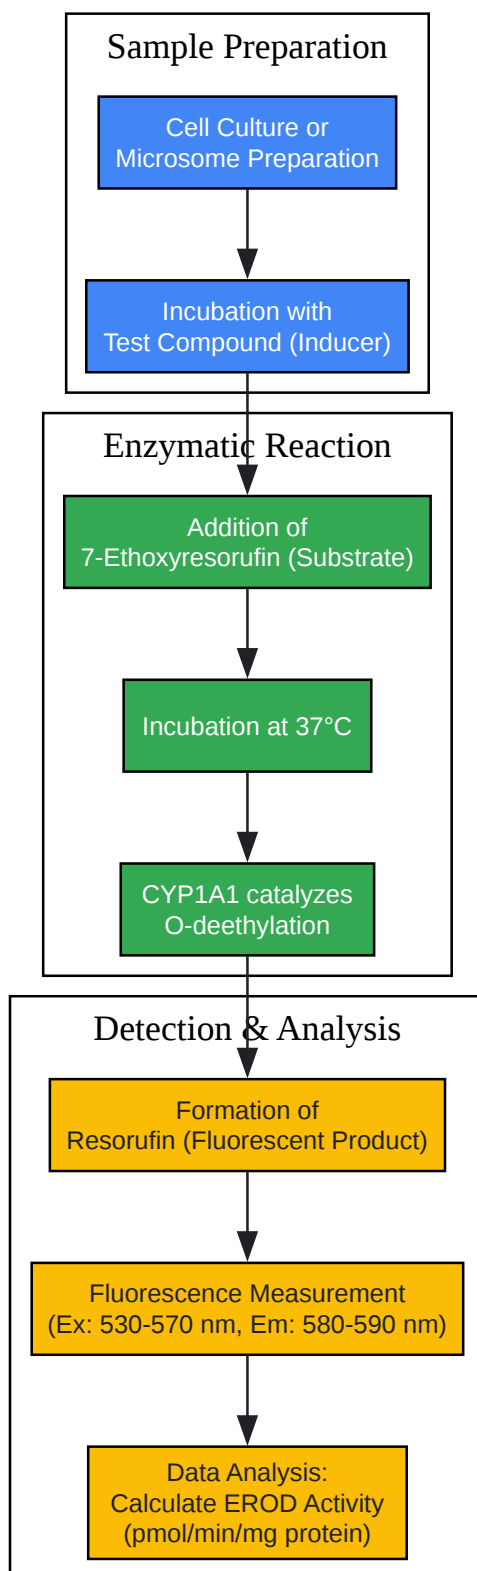 Sample Preparation
Cell Culture or
Microsome Preparation
Incubation with
Test Compound (Inducer)
Enzymatic Reaction
Addition of
7-Ethoxyresorufin (Substrate)
Incubation at 37°C
CYP1A1 catalyzes
O-deethylation
Detection & Analysis
Formation of
Resorufin (Fluorescent Product)
Fluorescence Measurement
(Ex: 530-570 nm, Em: 580-590 nm)
Data Analysis:
Calculate EROD Activity
(pmol/min/mg protein)